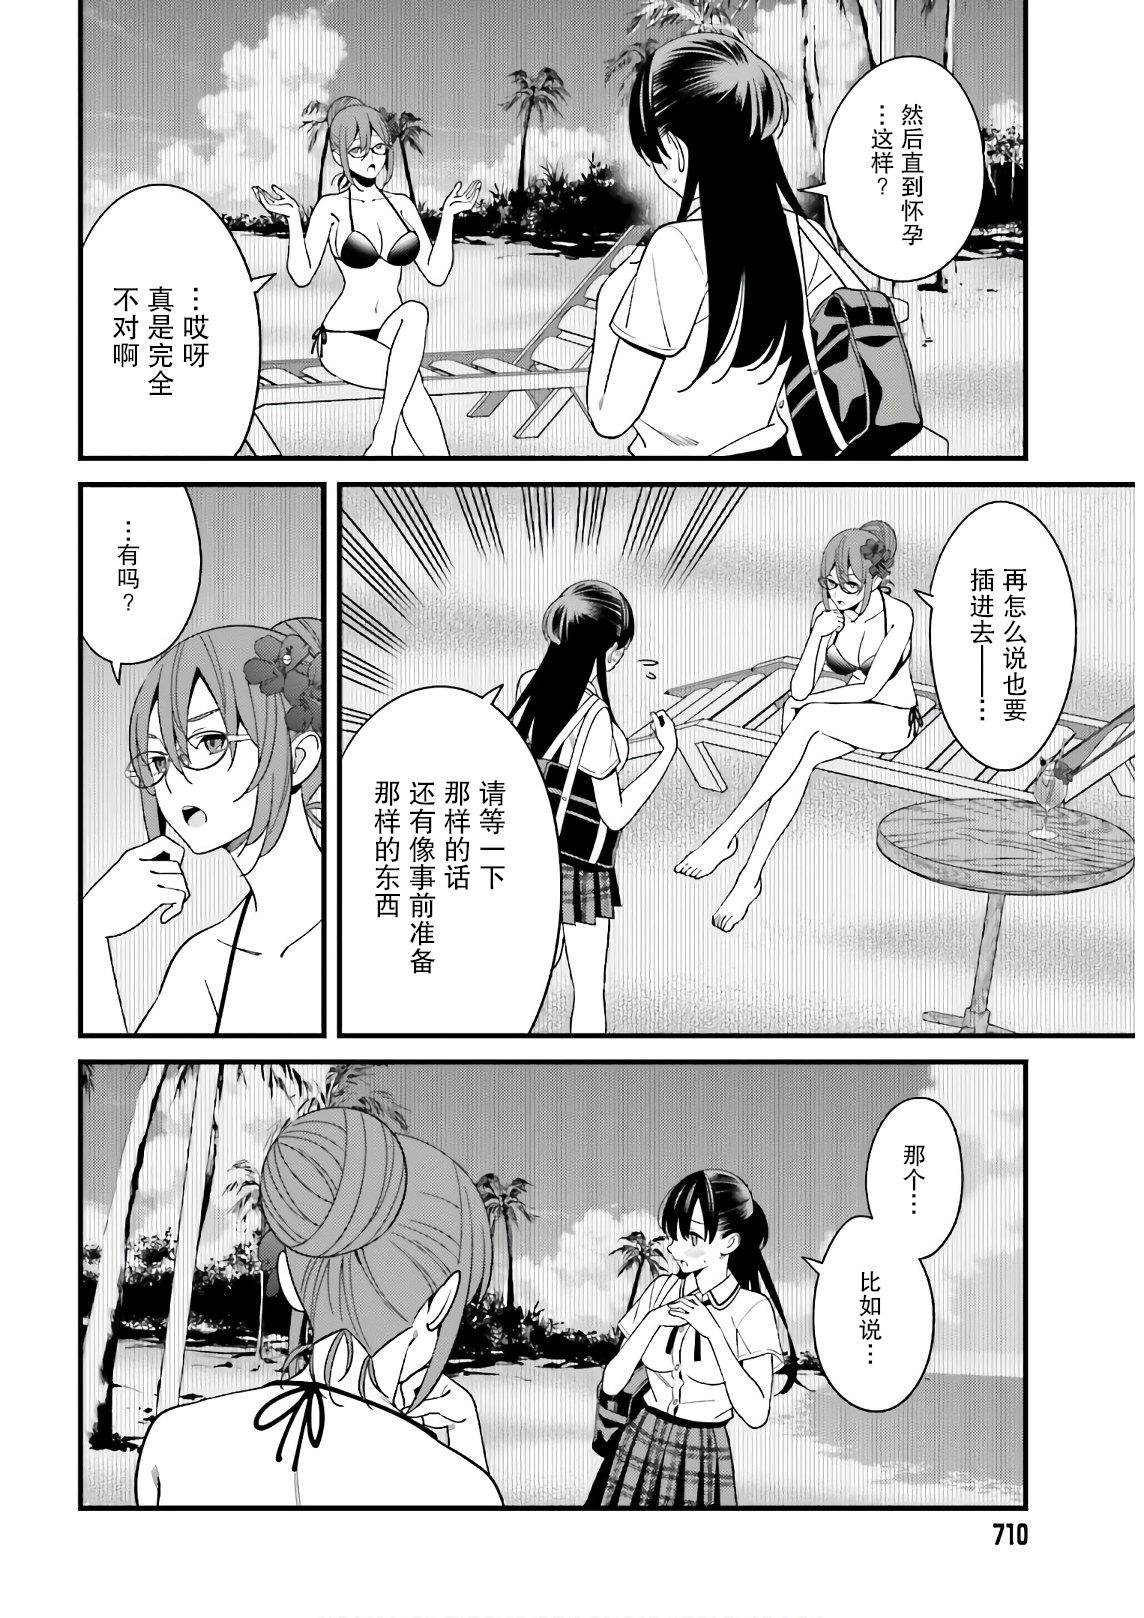 然后直到怀孕
…这样？
…哎呀
真是完全
不对啊
再怎么说也要
插进去——…
请等一下
那样的话
还有像事前准备
那样的东西
…有吗？
那个…
比如说…
710